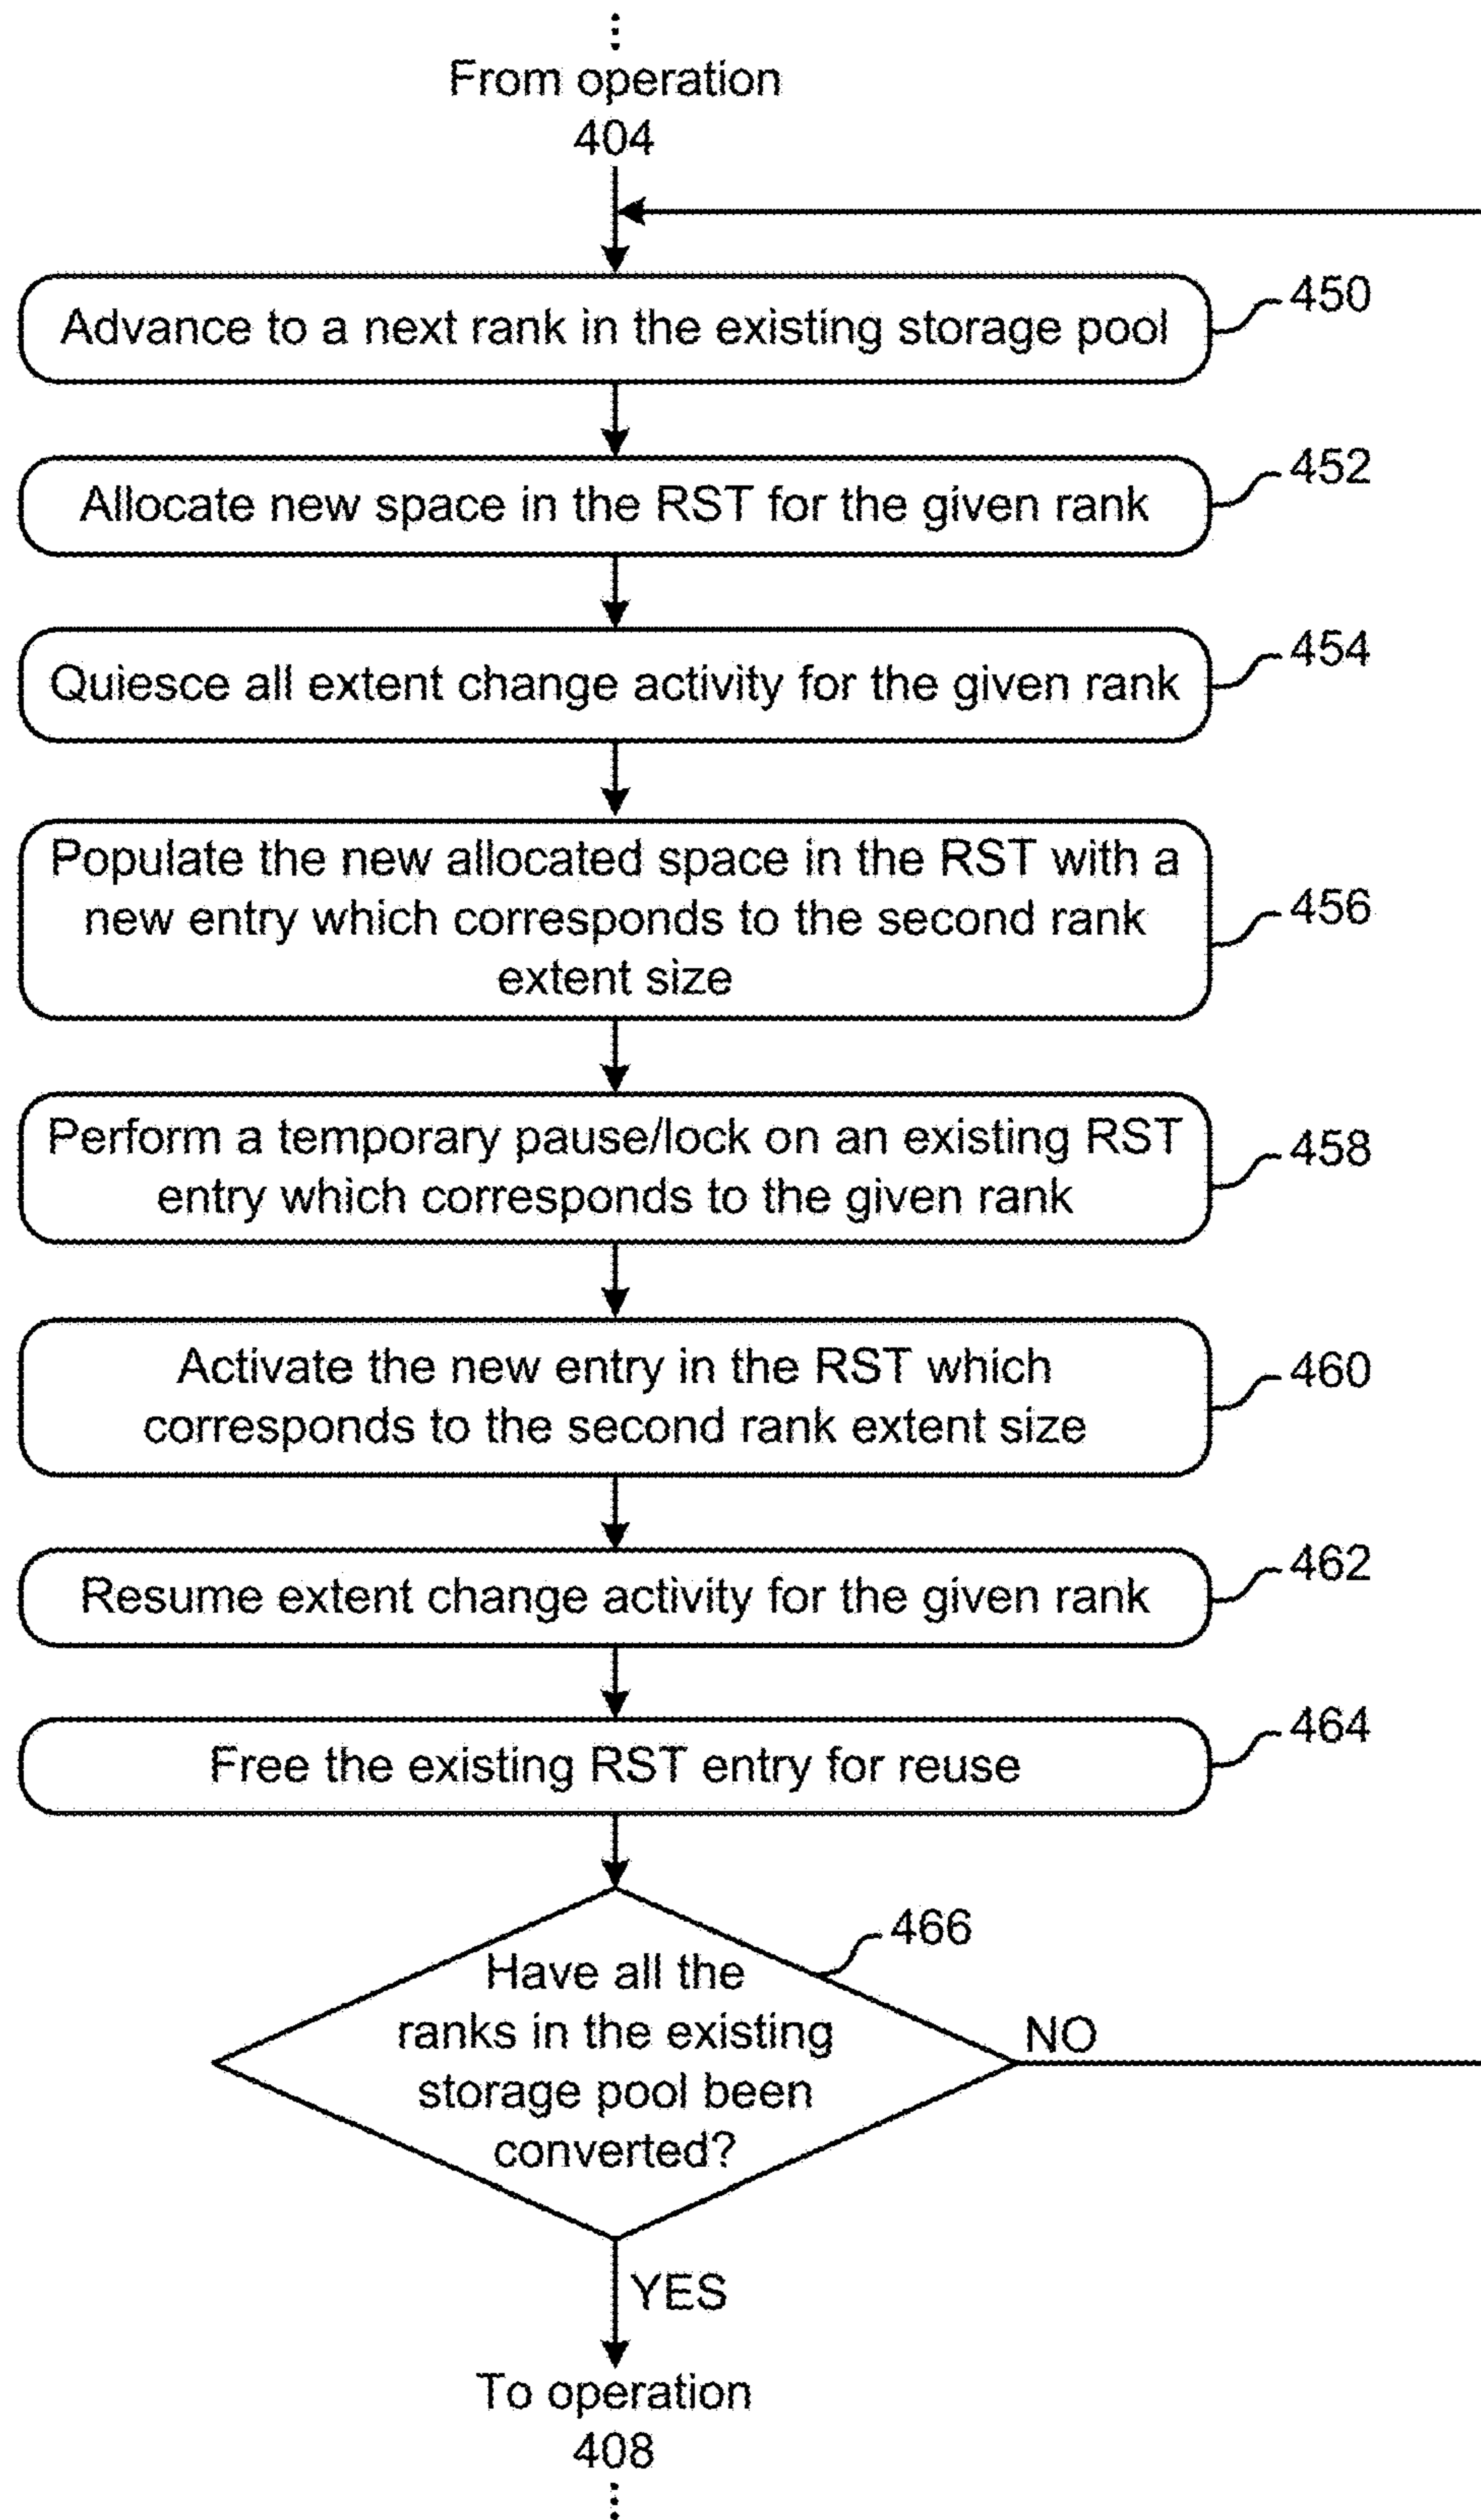 From operation
404
Advance to a next rank in the existing storage pool
450
Allocate new space in the RST for the given rank
452
Quiesce all extent change activity for the given rank
454
Populate the new allocated space in the RST with a
new entry which corresponds to the second rank
extent size
456
Perform a temporary pause/lock on an existing RST
entry which corresponds to the given rank
458
Activate the new entry in the RST which
corresponds to the second rank extent size
460
Resume extent change activity for the given rank
462
Free the existing RST entry for reuse
464
Have all the
ranks in the existing
storage pool been
converted?
466
NO
YES
To operation
408